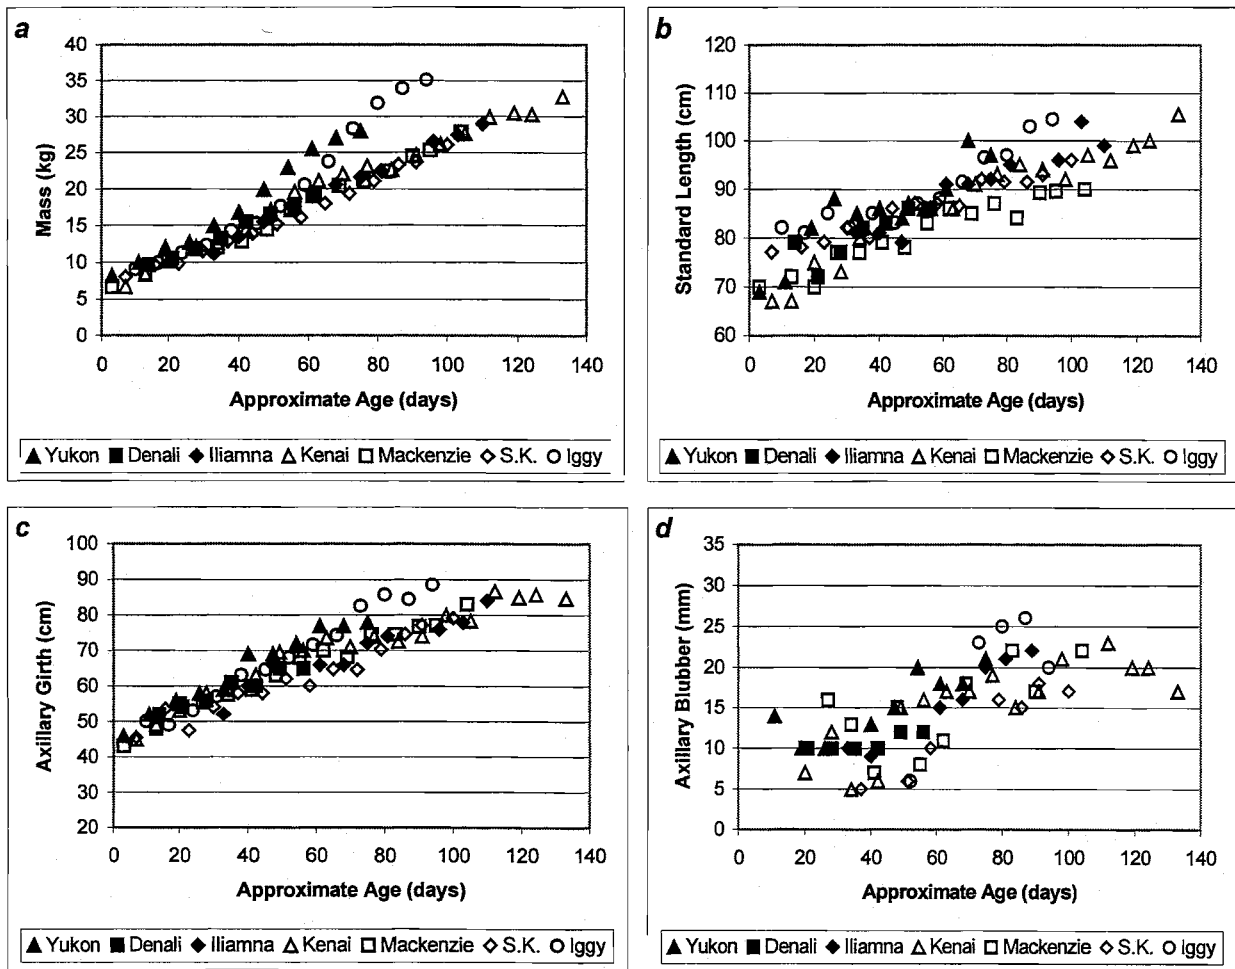 a
40
35
30
25
20
15
10
5
0
Mass (kg)
0 20 40 60 80 100 120 140
Approximate Age (days)
Yukon Denali Iliamna Kenai Mackenzie S.K. Iggy
b
120
110
100
90
80
70
60
Standard Length (cm)
0 20 40 60 80 100 120 140
Approximate Age (days)
Yukon Denali Iliamna Kenai Mackenzie S.K. Iggy
c
100
90
80
70
60
50
40
30
20
Axillary Girth (cm)
0 20 40 60 80 100 120 140
Approximate Age (days)
Yukon Denali Iliamna Kenai Mackenzie S.K. Iggy
d
35
30
25
20
15
10
5
0
Axillary Blubber (mm)
0 20 40 60 80 100 120 140
Approximate Age (days)
Yukon Denali Iliamna Kenai Mackenzie S.K. Iggy